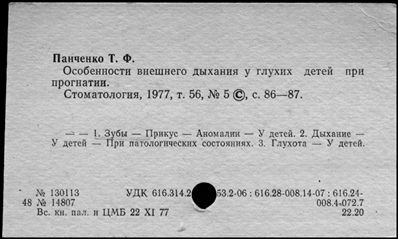 Панченко Т. Ф.
Особенности внешнего дыхания у глухих детей при
прогнатии.
Стоматология, 1977, т. 56, № 5 ©, с. 86—87.
— — 1. Зубы — Прикус — Аномалии — У детей. 2. Дыхание —
У детей — При патологических состояниях. 3. Глухота — У детей.
№ 130113 УДК 616.314.2 53.2-06 : 616.28-008.14-07 : 616.24-
48 № 14807 008.4-072.7
Вс. кн. пал. и ЦМБ 22 XI 77 22.20